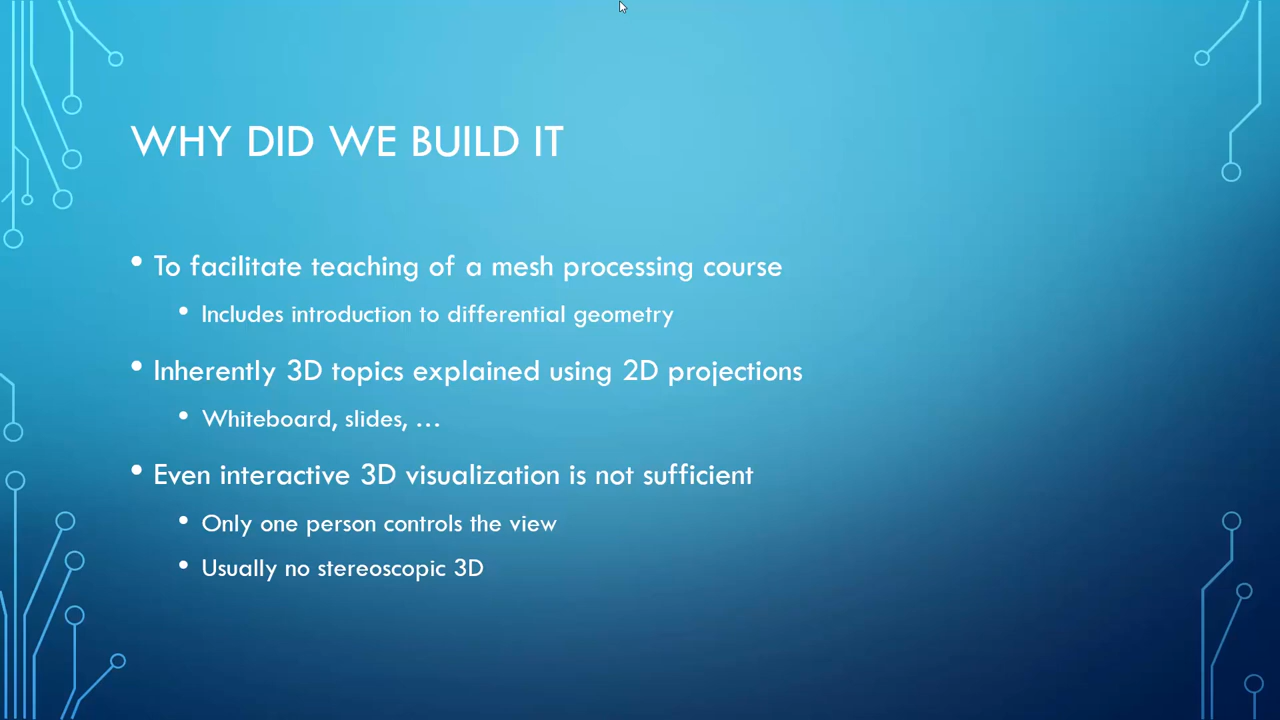 WHY DID WE BUILD IT
• To facilitate teaching of a mesh processing course
• Includes introduction to differential geometry
• Inherently 3D topics explained using 2D projections
• Whiteboard, slides, …
• Even interactive 3D visualization is not sufficient
• Only one person controls the view
• Usually no stereoscopic 3D